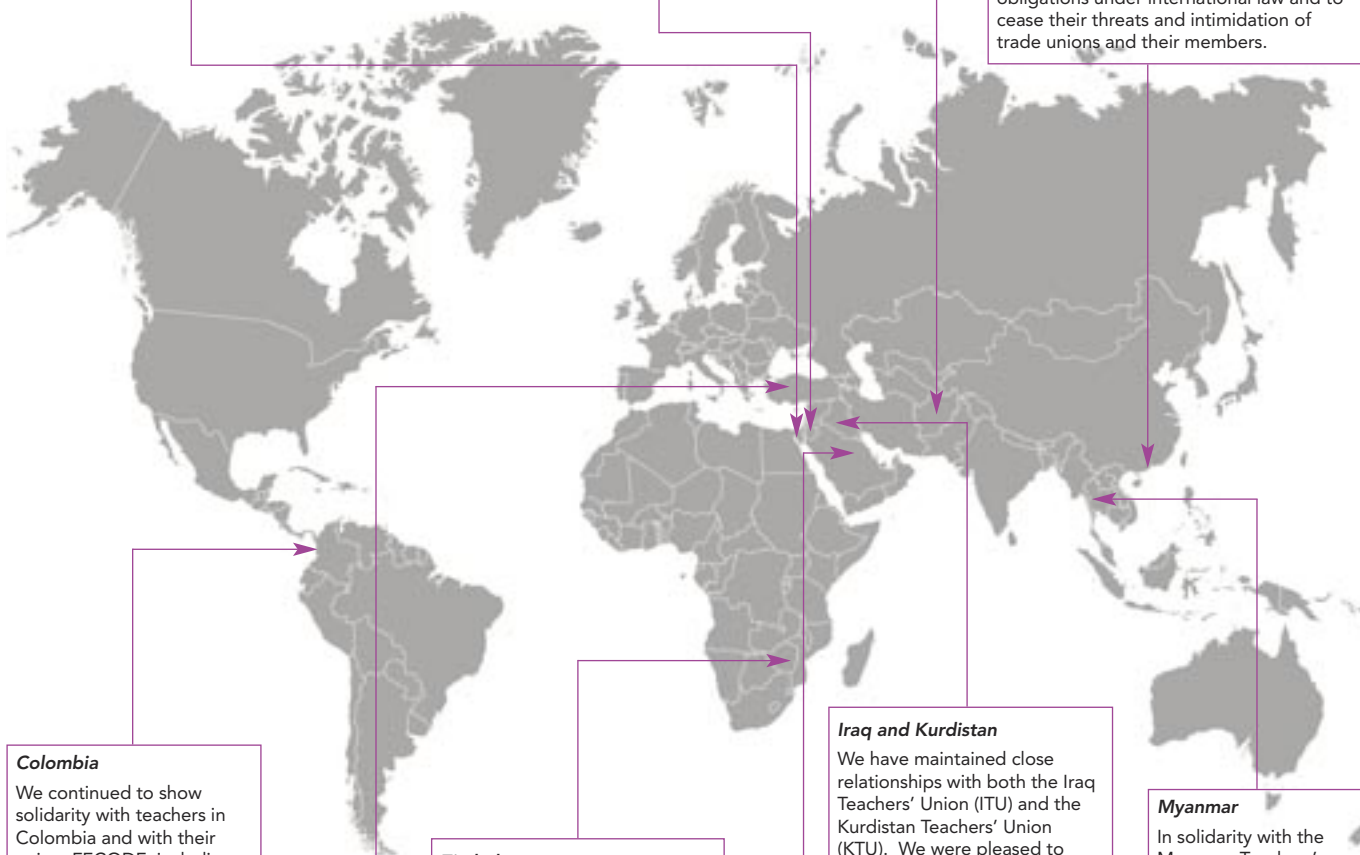 obligations under international law and to
cease their threats and intimidation of
trade unions and their members.
Iraq and Kurdistan
We have maintained close
relationships with both the Iraq
Teachers' Union (ITU) and the
Kurdistan Teachers' Union
(KTU).  We were pleased to
Colombia
We continued to show
solidarity with teachers in
Colombia and with their
Myanmar
In solidarity with the